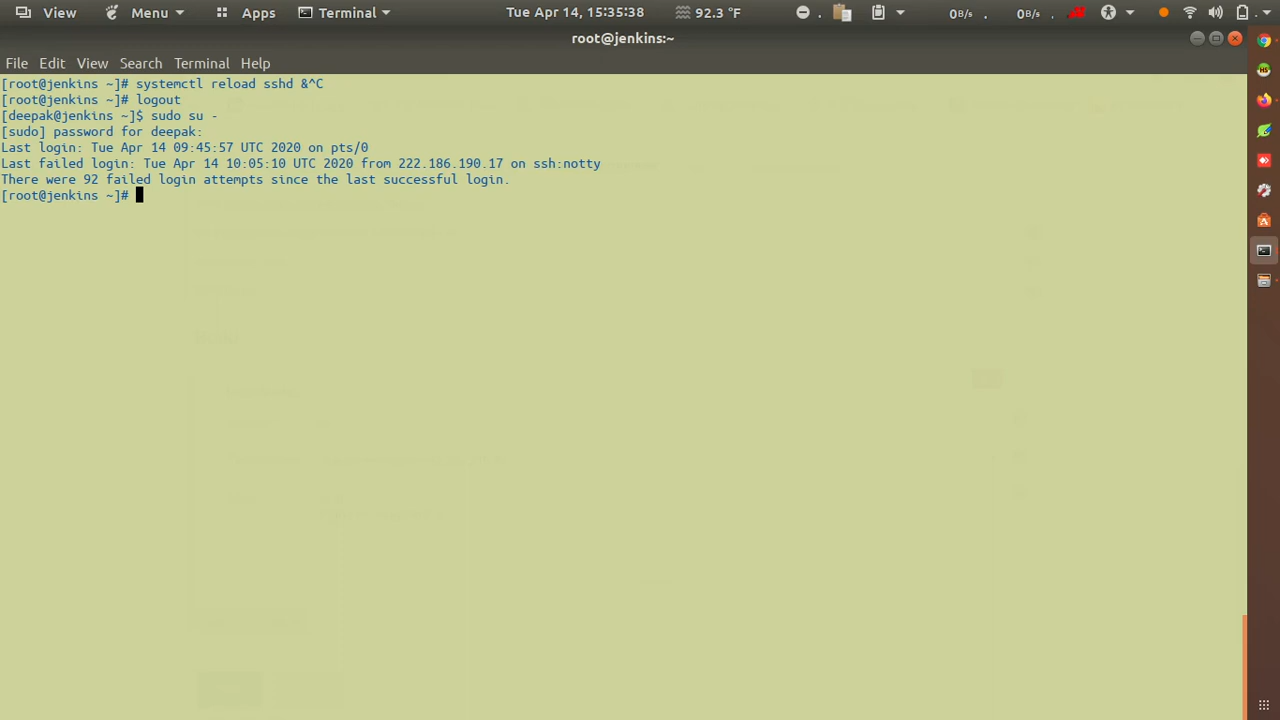 View Menu Apps Terminal Tue Apr 14, 15:35:38 92.3 °F 0B/s 0B/s
root@jenkins:~
File Edit View Search Terminal Help
[root@jenkins ~]# systemctl reload sshd &^C
[root@jenkins ~]# logout
[deepak@jenkins ~]$ sudo su -
[sudo] password for deepak:
Last login: Tue Apr 14 09:45:57 UTC 2020 on pts/0
Last failed login: Tue Apr 14 10:05:10 UTC 2020 from 222.186.190.17 on ssh:notty
There were 92 failed login attempts since the last successful login.
[root@jenkins ~]#